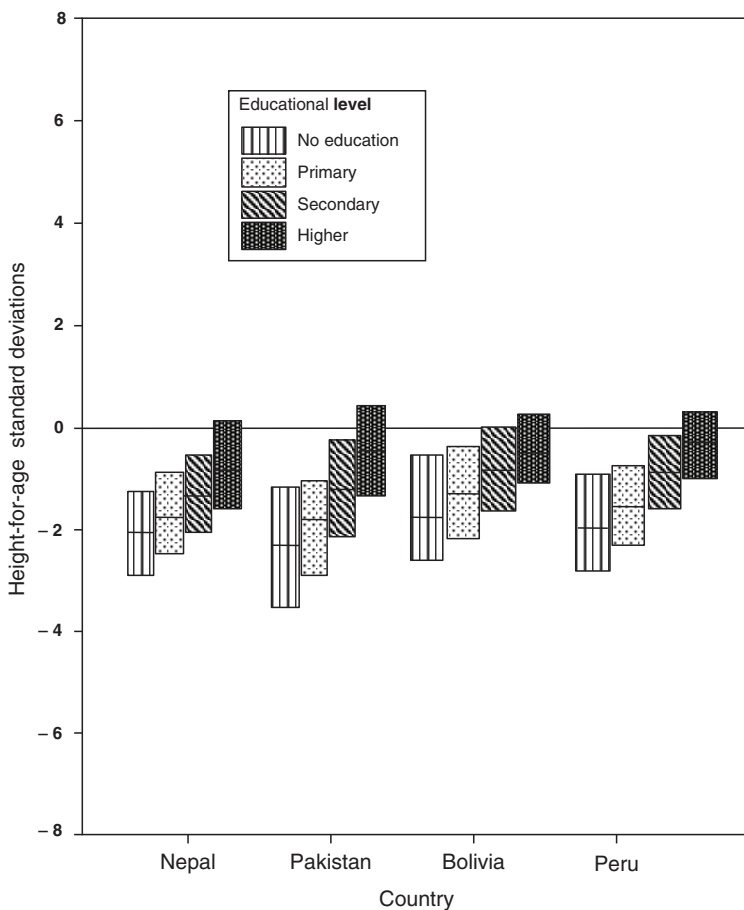 8
6
4
2
0
– 2
– 4
– 6
– 8
Height-for-age standard deviations
Educational level
No education
Primary
Secondary
Higher
Nepal
Pakistan
Bolivia
Peru
Country